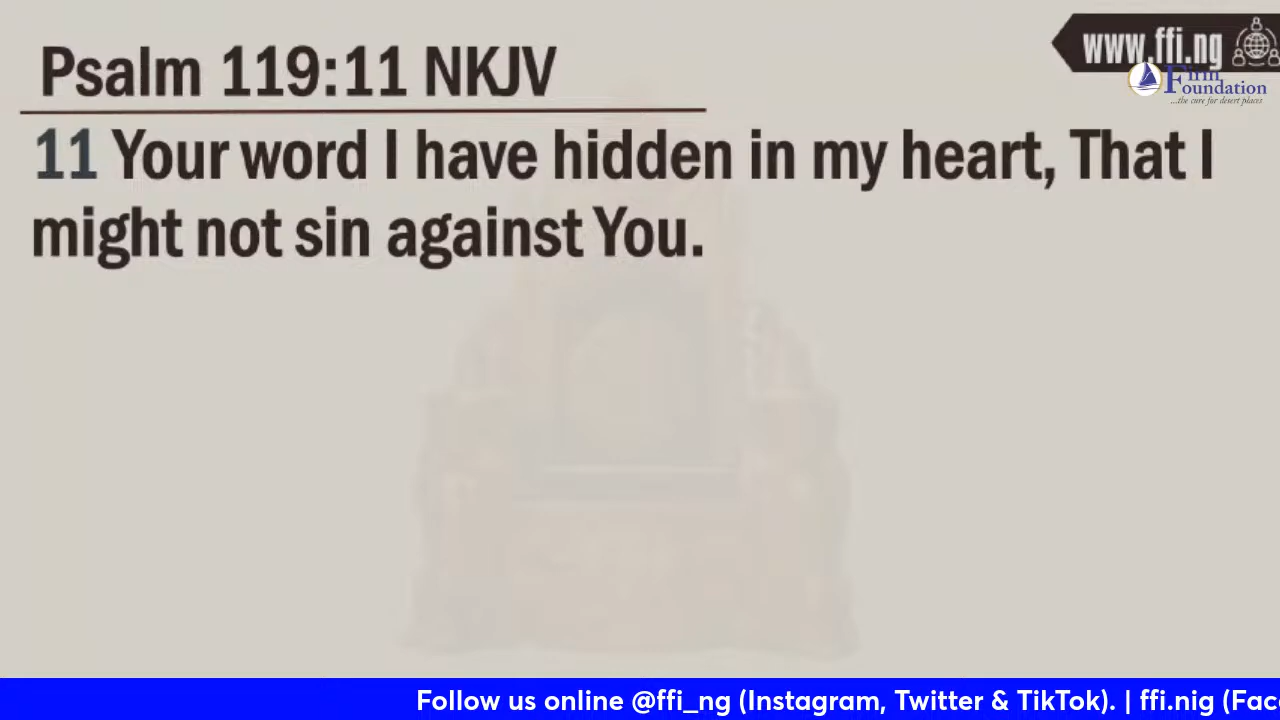 Psalm 119:11 NKJV
www.ffi.ng
Firm
Foundation
...the cure for desert places
11 Your word I have hidden in my heart, That I
might not sin against You.
Follow us online @ffi_ng (Instagram, Twitter & TikTok). | ffi.nig (Fac